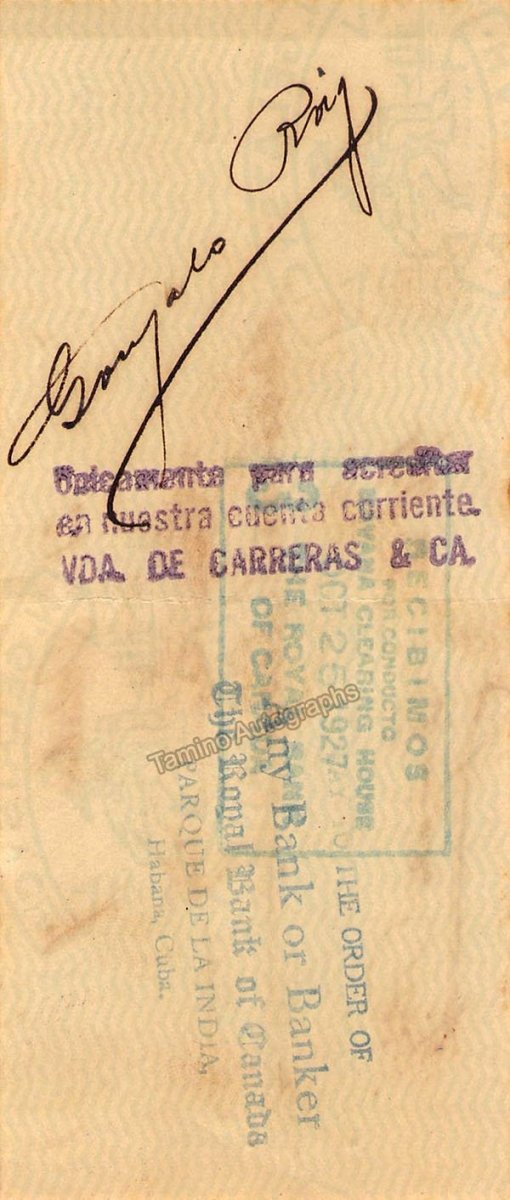 Gonzalo Roig
Unicamente para acreditar
en nuestra cuenta corriente.
VDA. DE CARRERAS & CA.
RECIBIMOS
POR CONDUCTO
HAVANA CLEARING HOUSE
OCT 25 1927
THE ROYAL BANK
OF CANADA
THE ORDER OF
Any Bank or Banker
The Royal Bank of Canada
PARQUE DE LA INDIA,
Habana, Cuba.
Tamino Autographs